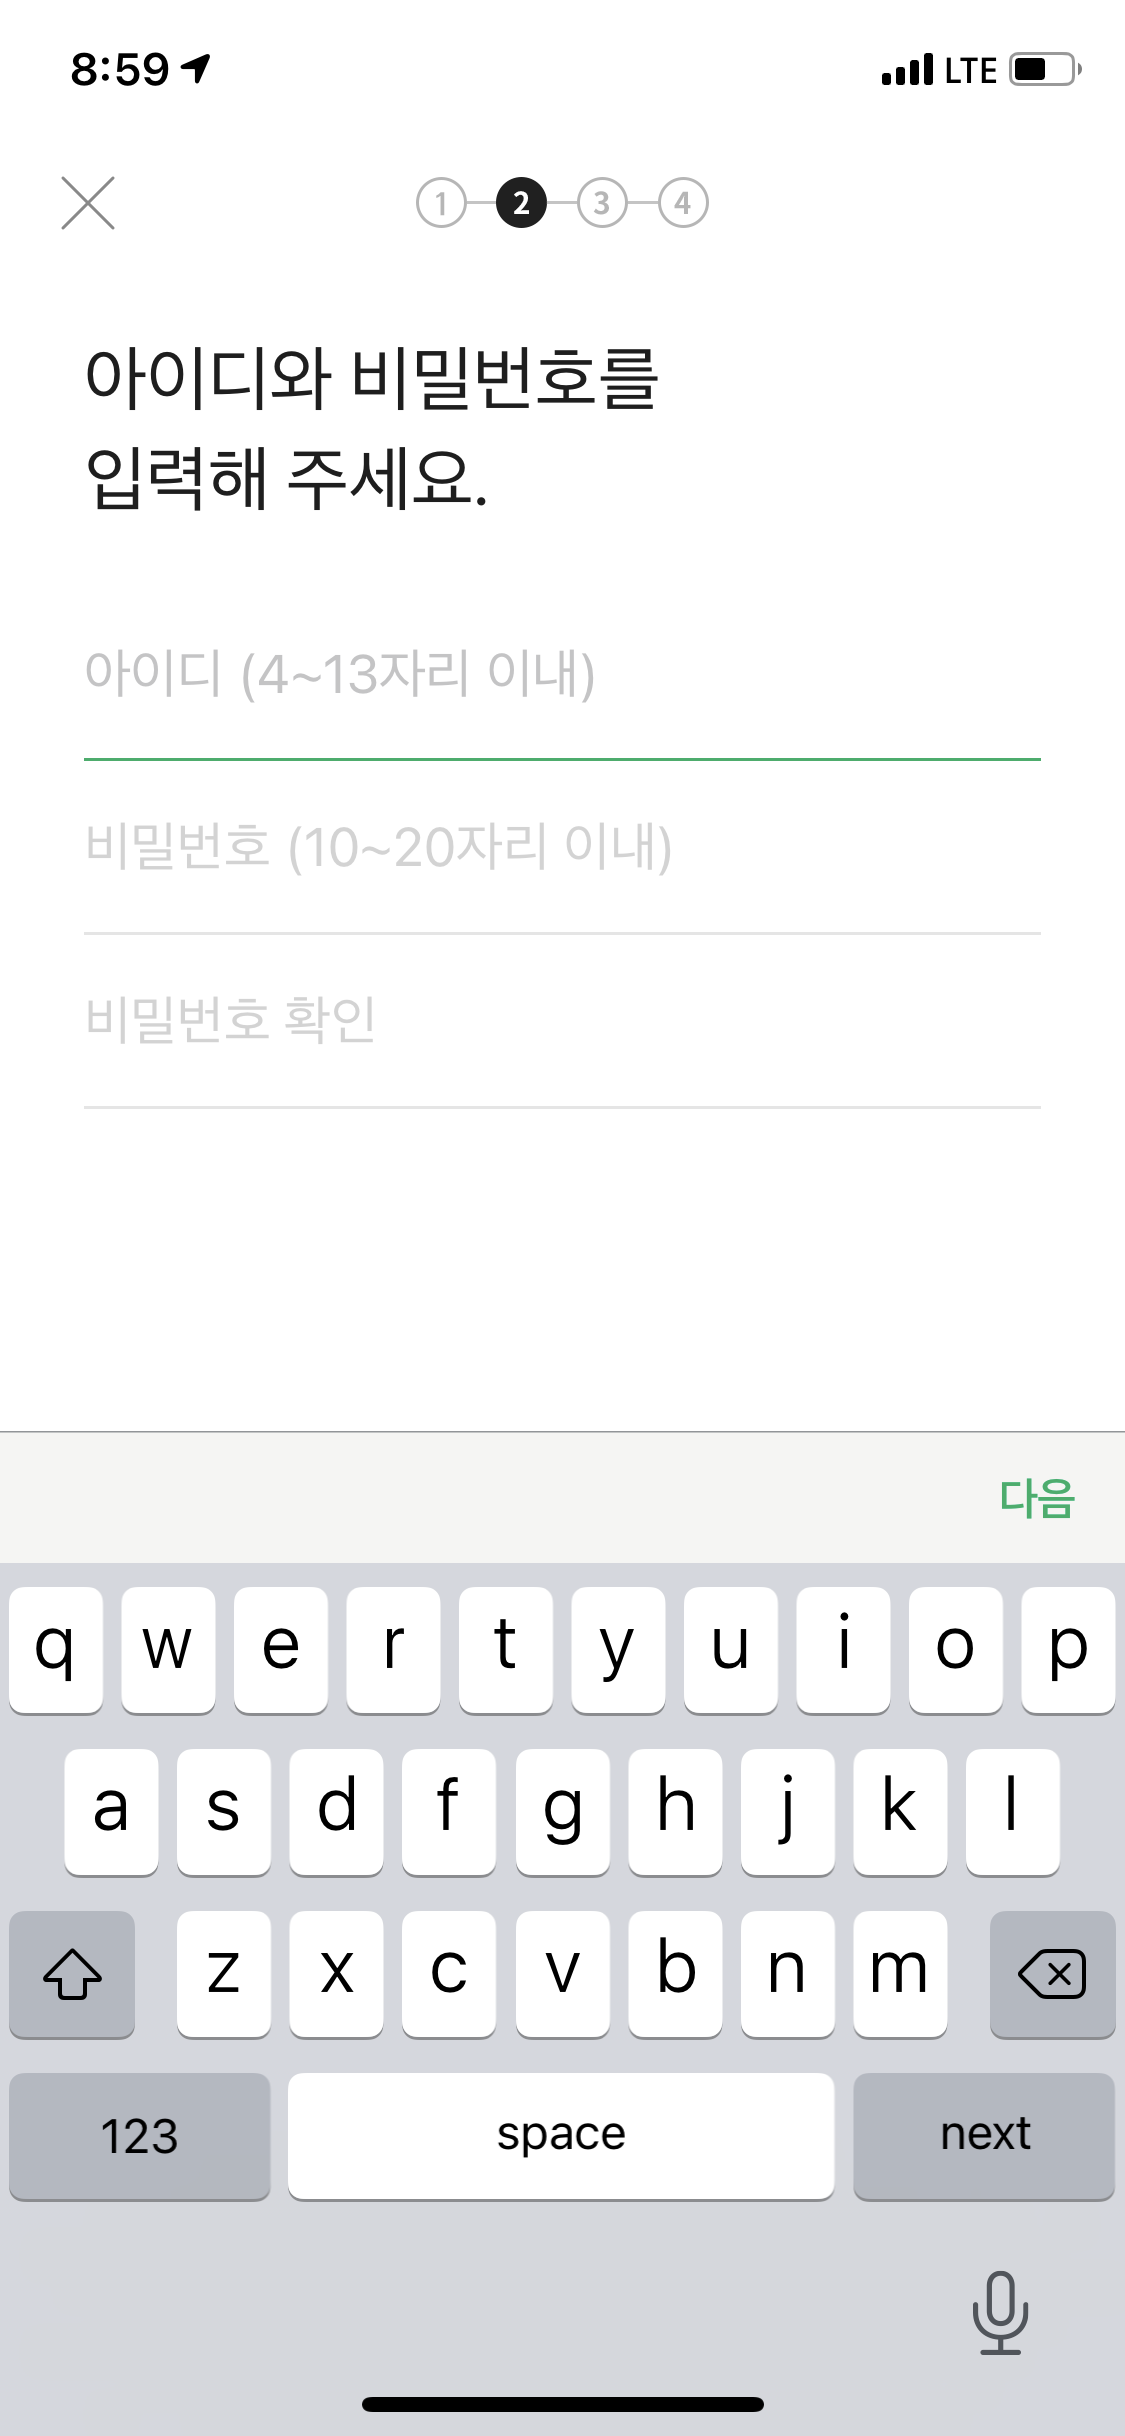 8:59 LTE
1 2 3 4
아이디와 비밀번호를
입력해 주세요.
아이디 (4~13자리 이내)
비밀번호 (10~20자리 이내)
비밀번호 확인
다음
q w e r t y u i o p
a s d f g h j k l
z x c v b n m
123 space next